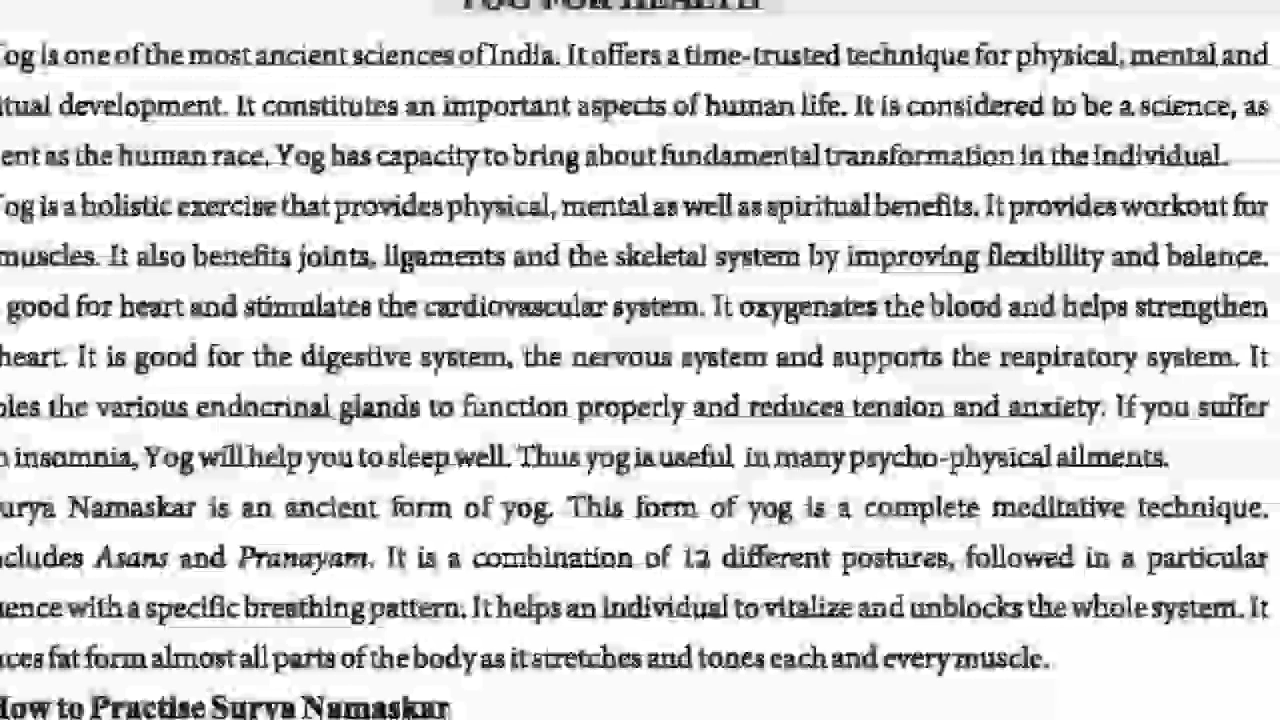 YOG FOR HEALTH
Yog is one of the most ancient sciences of India. It offers a time-trusted technique for physical, mental and
itual development. It constitutes an important aspects of human life. It is considered to be a science, as
ent as the human race. Yog has capacity to bring about fundamental transformation in the individual.
Yog is a holistic exercise that provides physical, mental as well as spiritual benefits. It provides workout for
muscles. It also benefits joints, ligaments and the skeletal system by improving flexibility and balance.
good for heart and stimulates the cardiovascular system. It oxygenates the blood and helps strengthen
heart. It is good for the digestive system, the nervous system and supports the respiratory system. It
bles the various endocrinal glands to function properly and reduces tension and anxiety. If you suffer
insomnia, Yog will help you to sleep well. Thus yog is useful in many psycho-physical ailments.
urya Namaskar is an ancient form of yog. This form of yog is a complete meditative technique.
cludes Asans and Pranayam. It is a combination of 12 different postures, followed in a particular
uence with a specific breathing pattern. It helps an individual to vitalize and unblocks the whole system. It
uces fat form almost all parts of the body as it stretches and tones each and every muscle.
How to Practise Surya Namaskar